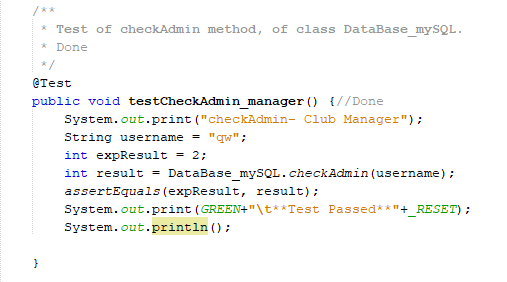 /**
 * Test of checkAdmin method, of class DataBase_mySQL.
 * Done
 */
@Test
public void testCheckAdmin_manager() {//Done
    System.out.print("checkAdmin- Club Manager");
    String username = "qw";
    int expResult = 2;
    int result = DataBase_mySQL.checkAdmin(username);
    assertEquals(expResult, result);
    System.out.print(GREEN+"\t**Test Passed**"+_RESET);
    System.out.println();
}